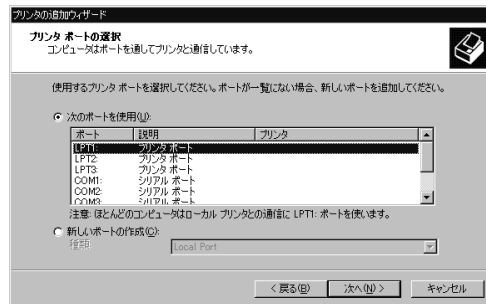 プリンタの追加ウィザード
プリンタ ポートの選択
コンピュータはポートを通してプリンタと通信しています。
使用するプリンタ ポートを選択してください。ポートが一覧にない場合、新しいポートを追加してください。
次のポートを使用(U):
ポート 説明 プリンタ
LPT1: プリンタ ポート
LPT2: プリンタ ポート
LPT3: プリンタ ポート
COM1: シリアル ポート
COM2: シリアル ポート
COM3: シリアル ポート
注意: ほとんどのコンピュータはローカル プリンタとの通信に LPT1: ポートを使います。
新しいポートの作成(C):
種類: Local Port
< 戻る(B) 次へ(N) > キャンセル